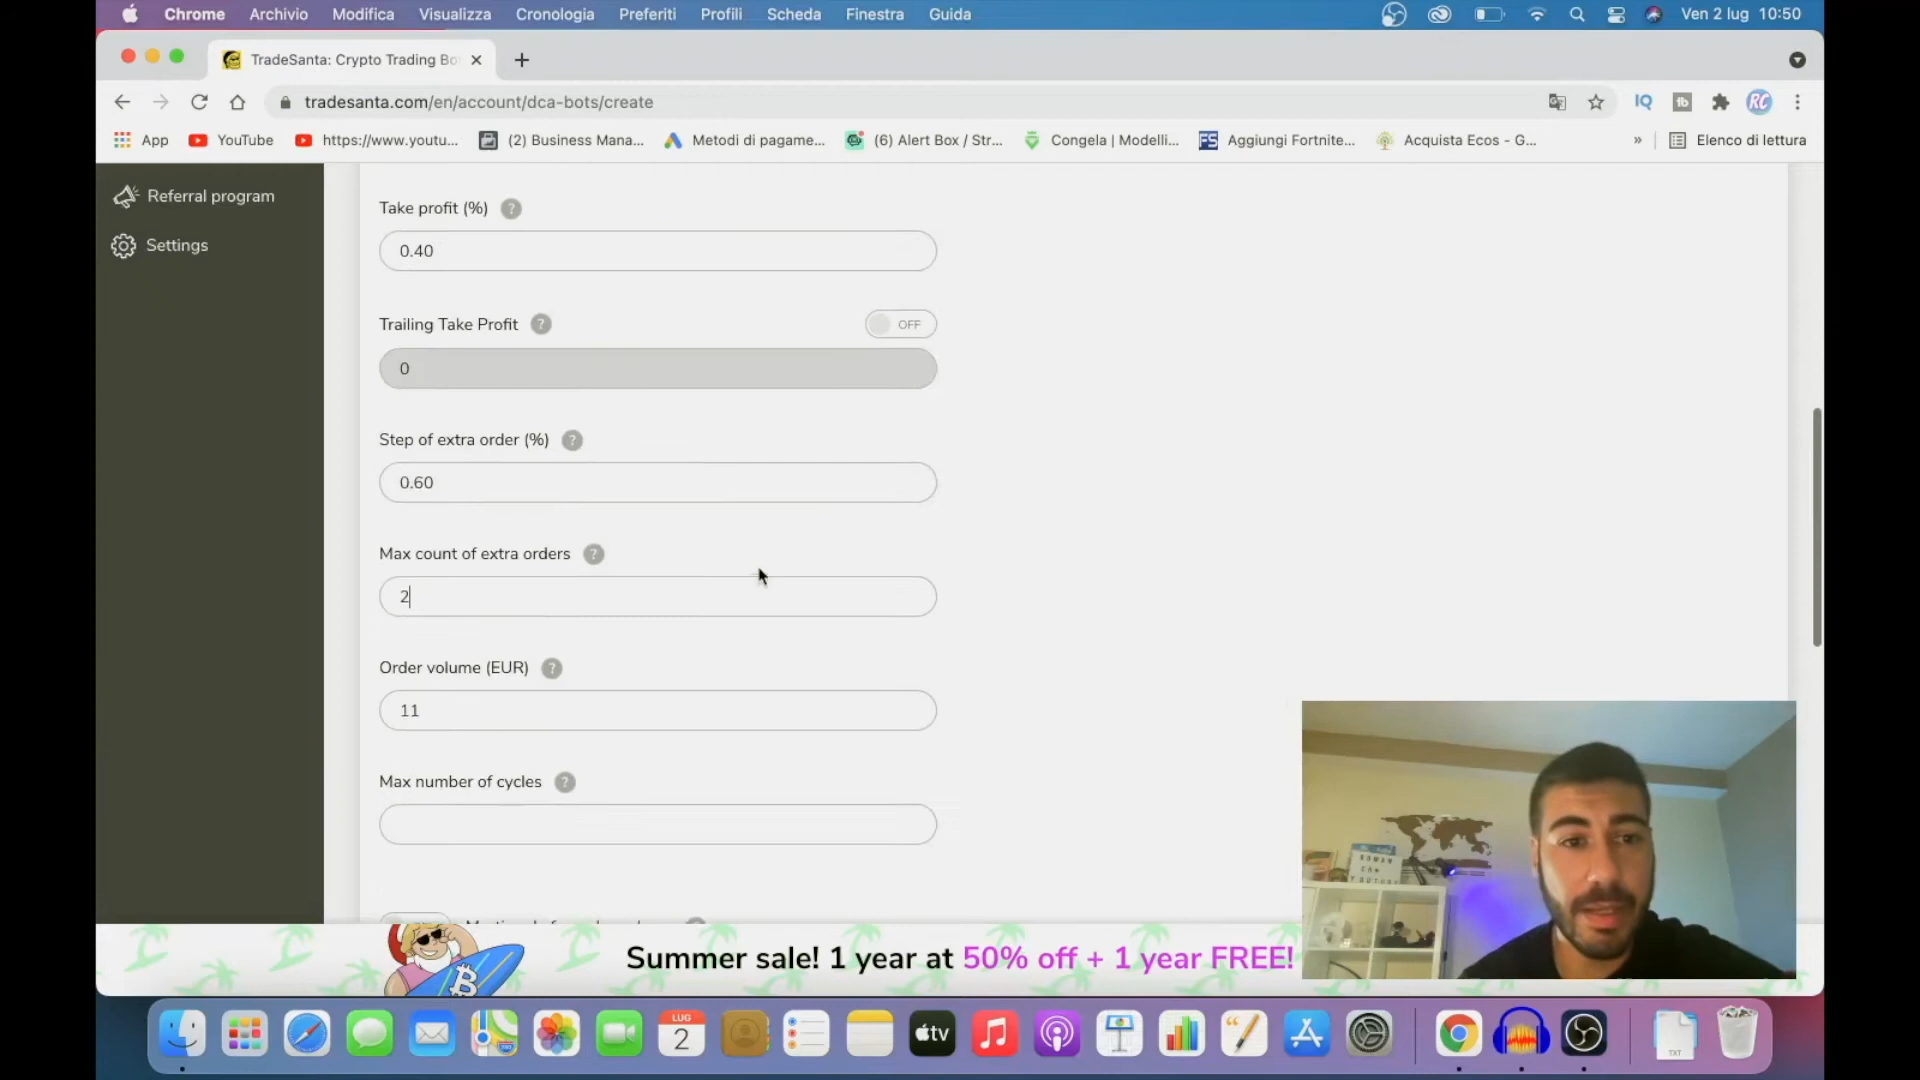 Chrome Archivio Modifica Visualizza Cronologia Preferiti Profili Scheda Finestra Guida Ven 2 lug 10:50
TradeSanta: Crypto Trading Bo
tradesanta.com/en/account/dca-bots/create
App YouTube https://www.youtu... (2) Business Mana... Metodi di pagame... (6) Alert Box / Str... Congela | Modelli... Aggiungi Fortnite... Acquista Ecos - G... » Elenco di lettura
Referral program
Settings
Take profit (%) ?
0.40
Trailing Take Profit ? OFF
0
Step of extra order (%) ?
0.60
Max count of extra orders ?
2
Order volume (EUR) ?
11
Max number of cycles ?
Summer sale! 1 year at 50% off + 1 year FREE!
LUG
2
tv
TXT